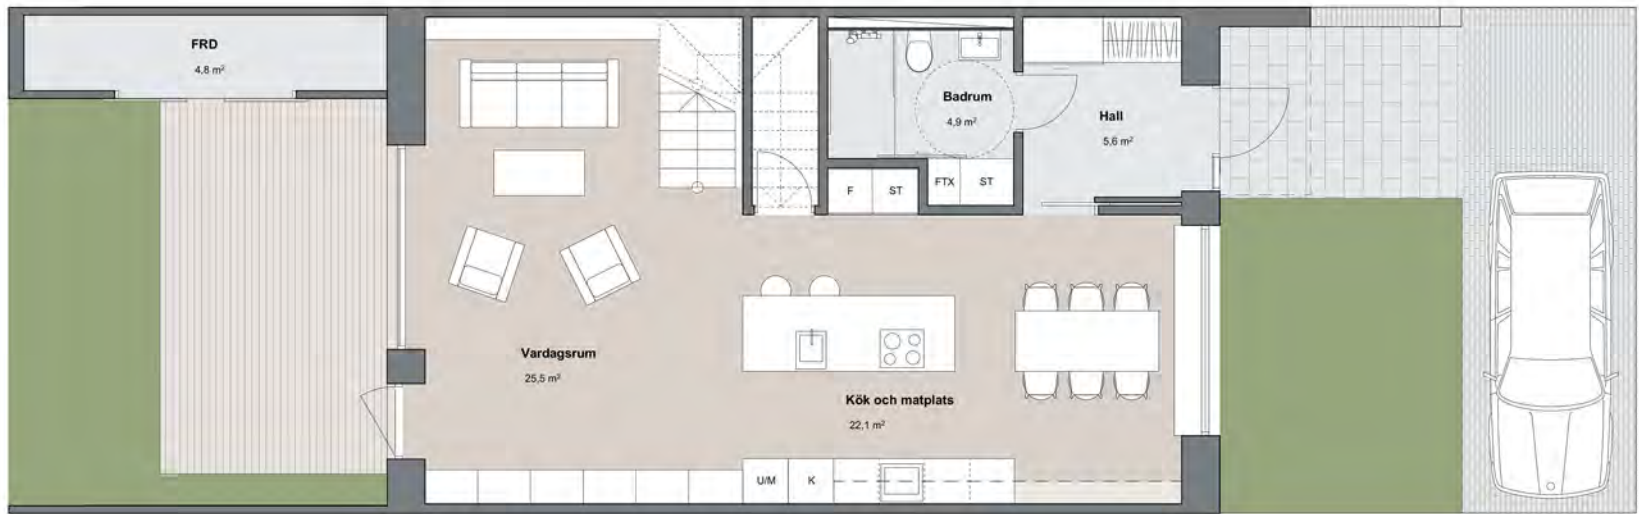 FRD
4,8 m²
Badrum
4,9 m²
Hall
5,6 m²
F
ST
FTX
ST
Vardagsrum
25,5 m²
Kök och matplats
22,1 m²
U/M
K